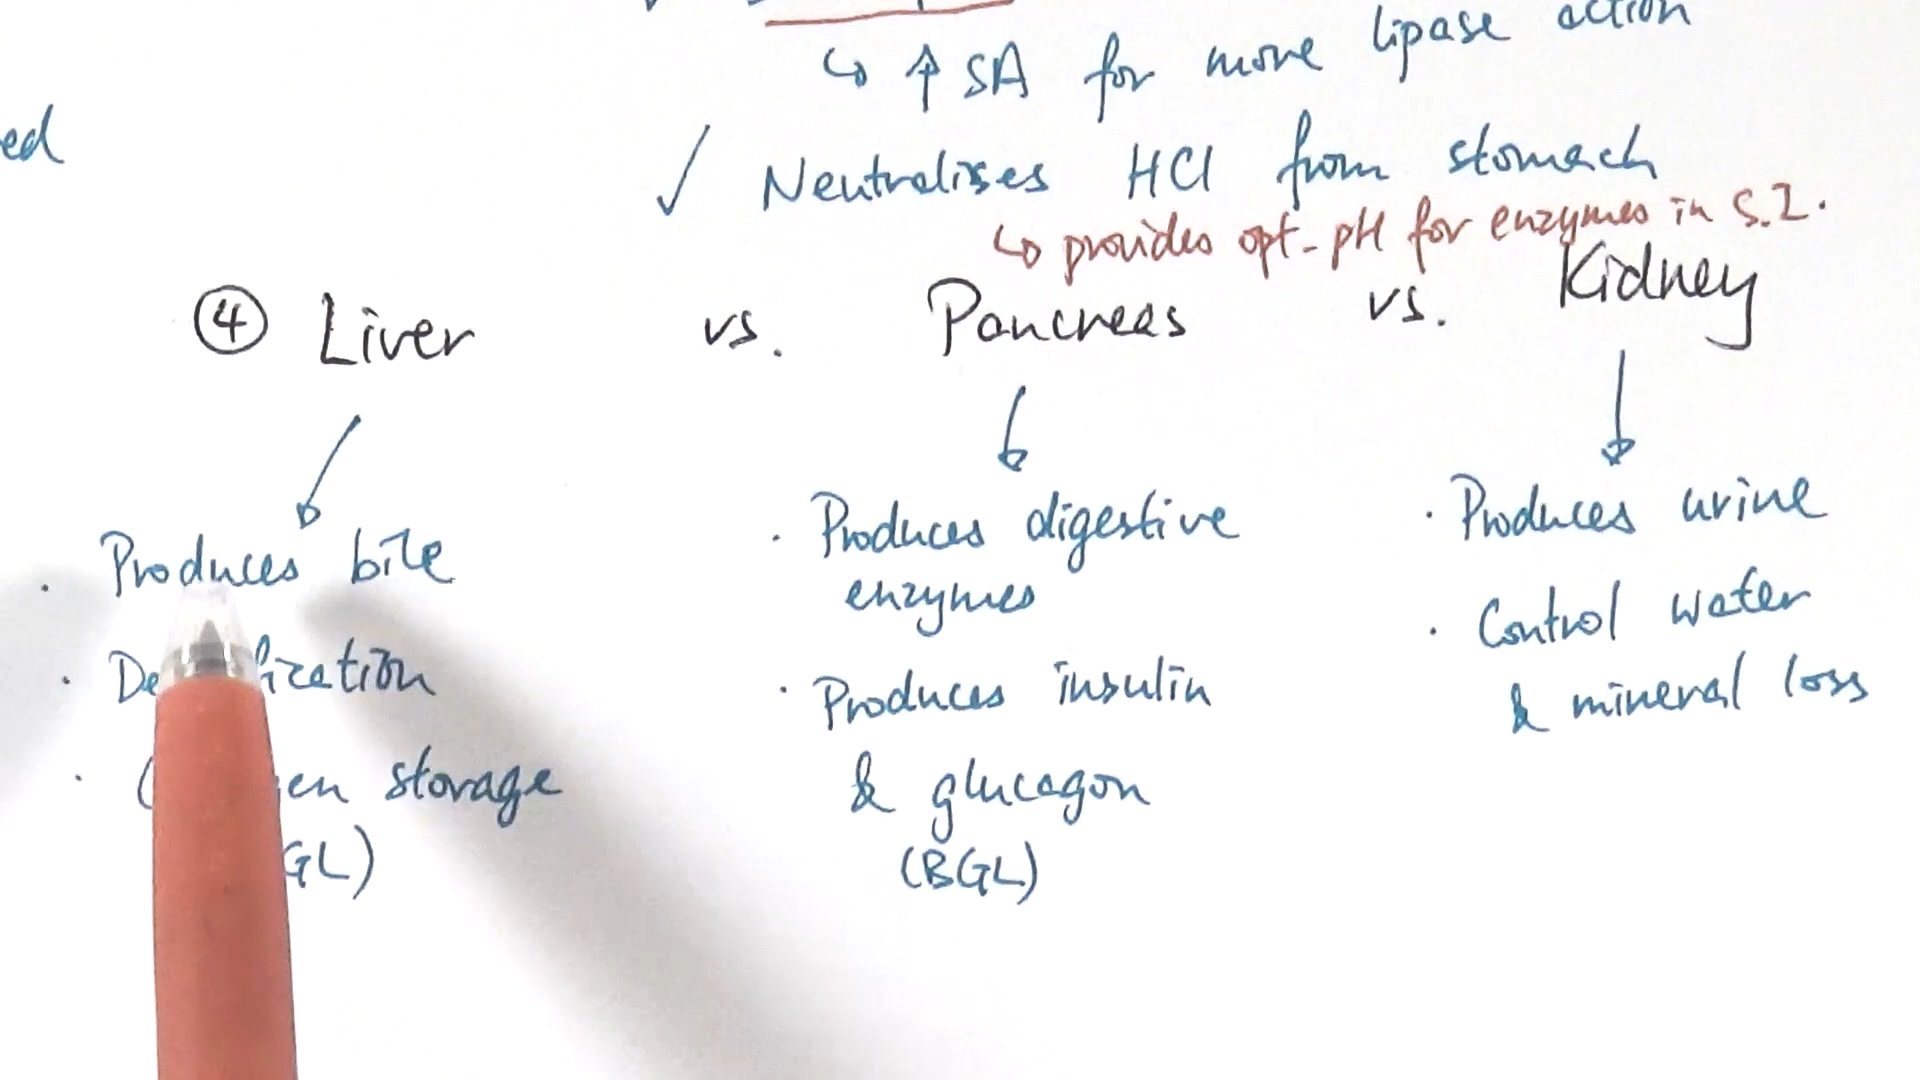 ↳ ↑ SA for more lipase action
ed
✓ Neutralises HCl from stomach
↳ provides opt-pH for enzymes in S.I.
④ Liver vs. Pancreas vs. Kidney
· Produces bile
·
· storage
· Produces digestive
enzymes
· Produces insulin
& glucagon
(BGL)
· Produces urine
· Control water
& mineral loss